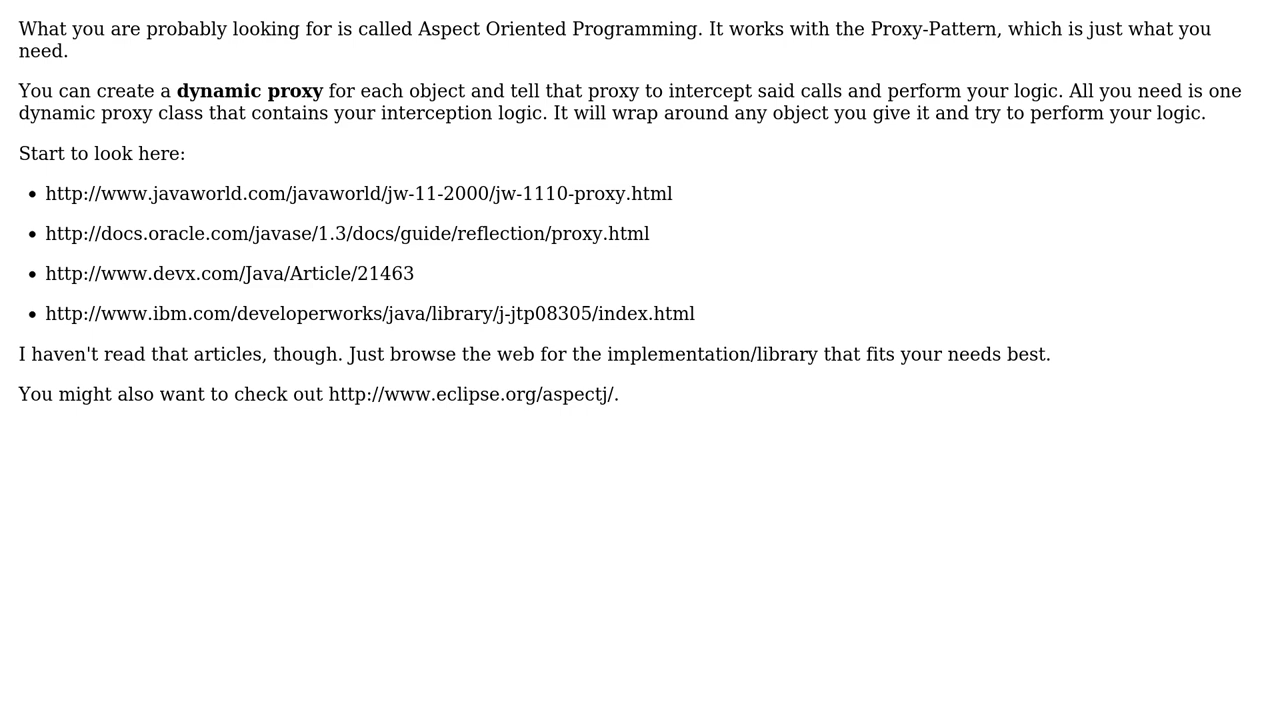 What you are probably looking for is called Aspect Oriented Programming. It works with the Proxy-Pattern, which is just what you
need.
You can create a dynamic proxy for each object and tell that proxy to intercept said calls and perform your logic. All you need is one
dynamic proxy class that contains your interception logic. It will wrap around any object you give it and try to perform your logic.
Start to look here:
• http://www.javaworld.com/javaworld/jw-11-2000/jw-1110-proxy.html
• http://docs.oracle.com/javase/1.3/docs/guide/reflection/proxy.html
• http://www.devx.com/Java/Article/21463
• http://www.ibm.com/developerworks/java/library/j-jtp08305/index.html
I haven't read that articles, though. Just browse the web for the implementation/library that fits your needs best.
You might also want to check out http://www.eclipse.org/aspectj/.